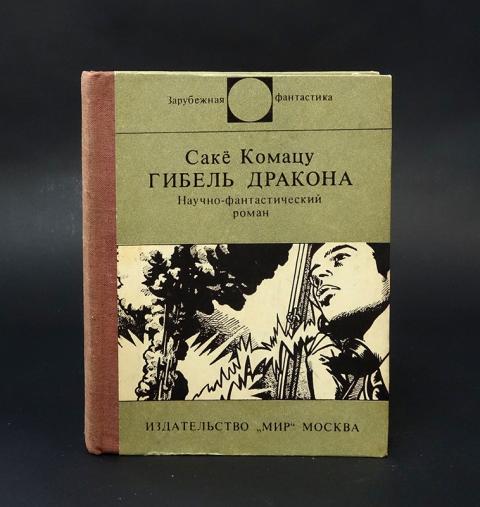 Зарубежная фантастика
Сакё Комацу
ГИБЕЛЬ ДРАКОНА
Научно-фантастический
роман
ИЗДАТЕЛЬСТВО „МИР“ МОСКВА